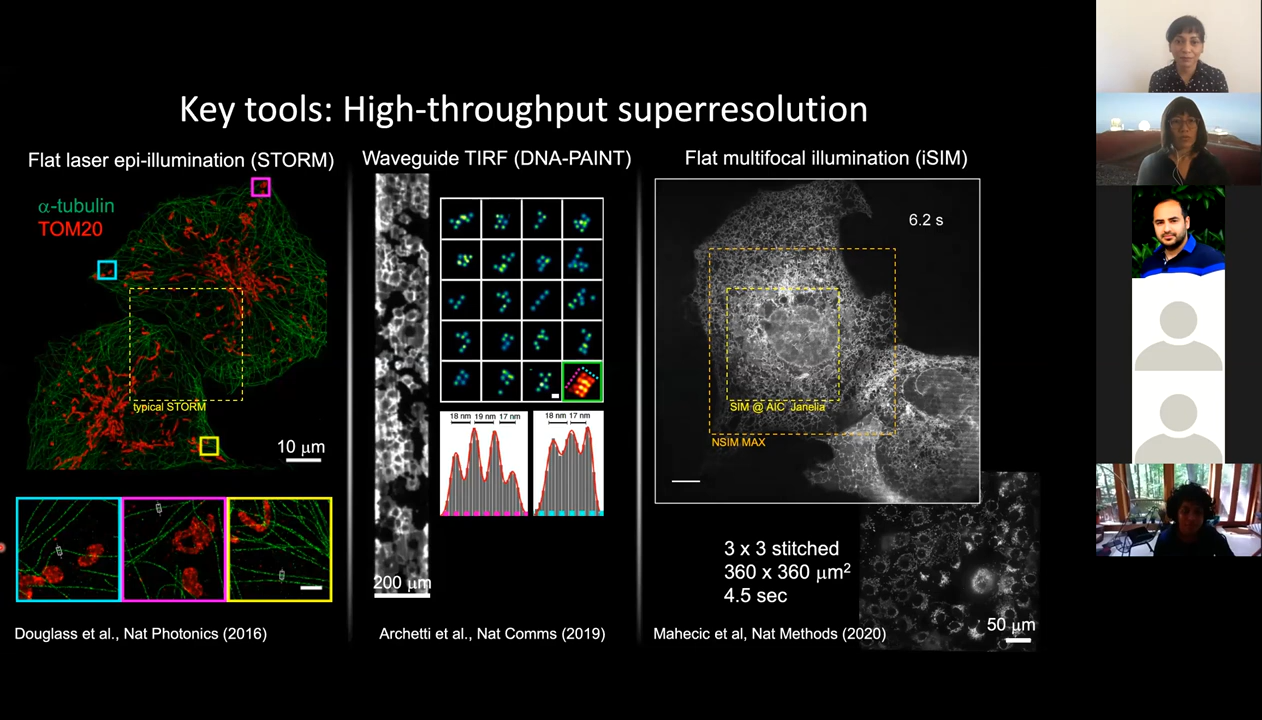 Key tools: High-throughput superresolution
Flat laser epi-illumination (STORM)
α-tubulin
TOM20
typical STORM
10 μm
Douglass et al., Nat Photonics (2016)
Waveguide TIRF (DNA-PAINT)
18 nm 19 nm 17 nm
18 nm 17 nm
200 μm
Archetti et al., Nat Comms (2019)
Flat multifocal illumination (iSIM)
6.2 s
SIM @ AIC Janelia
NSIM MAX
3 x 3 stitched
360 x 360 μm²
4.5 sec
50 μm
Mahecic et al, Nat Methods (2020)